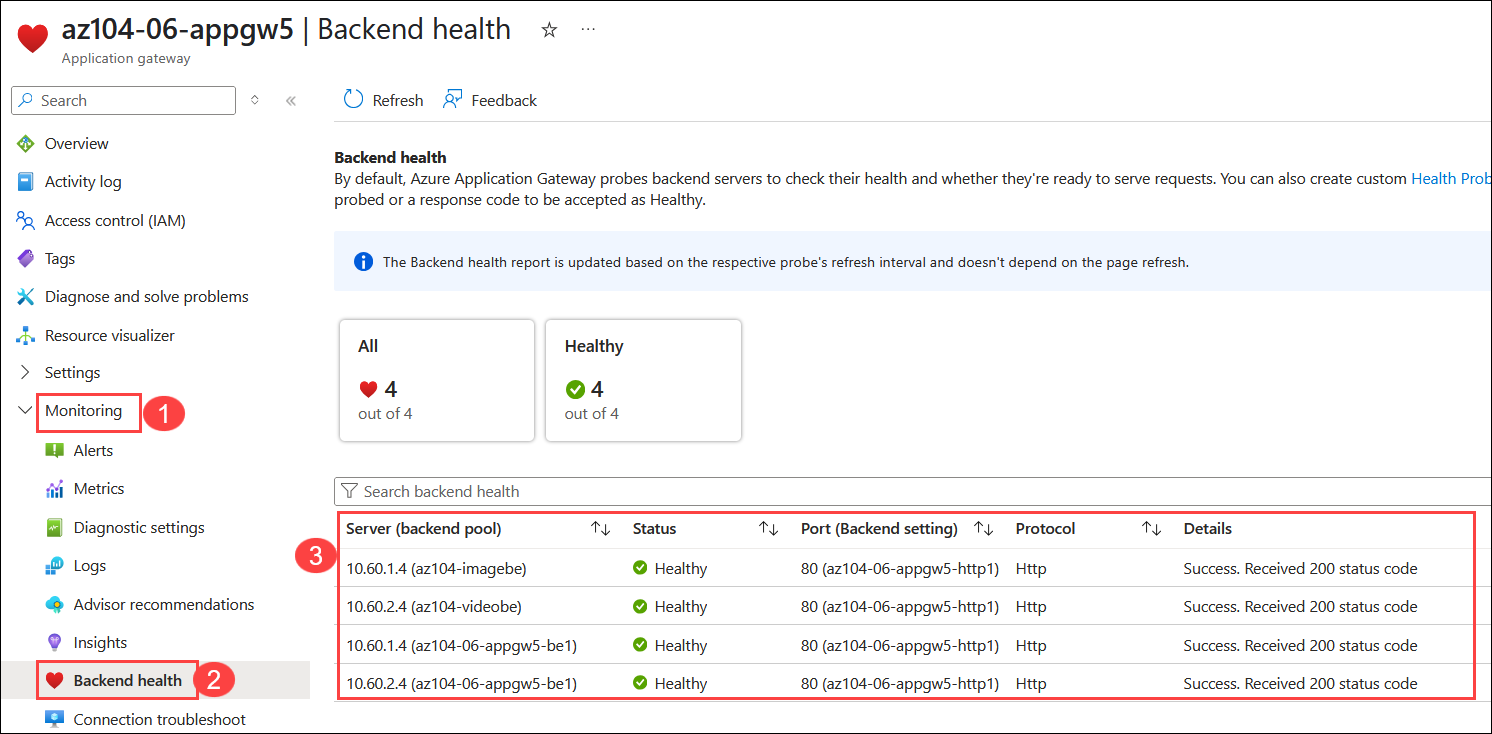 az104-06-appgw5 | Backend health
Application gateway
Search
Refresh
Feedback
Overview
Activity log
Access control (IAM)
Tags
Diagnose and solve problems
Resource visualizer
Settings
Monitoring
1
Alerts
Metrics
Diagnostic settings
Logs
Advisor recommendations
Insights
Backend health
2
Connection troubleshoot
Backend health
By default, Azure Application Gateway probes backend servers to check their health and whether they're ready to serve requests. You can also create custom Health Prob
probed or a response code to be accepted as Healthy.
The Backend health report is updated based on the respective probe's refresh interval and doesn't depend on the page refresh.
All
4
out of 4
Healthy
4
out of 4
Search backend health
3
Server (backend pool) Status Port (Backend setting) Protocol Details
10.60.1.4 (az104-imagebe) Healthy 80 (az104-06-appgw5-http1) Http Success. Received 200 status code
10.60.2.4 (az104-videobe) Healthy 80 (az104-06-appgw5-http1) Http Success. Received 200 status code
10.60.1.4 (az104-06-appgw5-be1) Healthy 80 (az104-06-appgw5-http1) Http Success. Received 200 status code
10.60.2.4 (az104-06-appgw5-be1) Healthy 80 (az104-06-appgw5-http1) Http Success. Received 200 status code